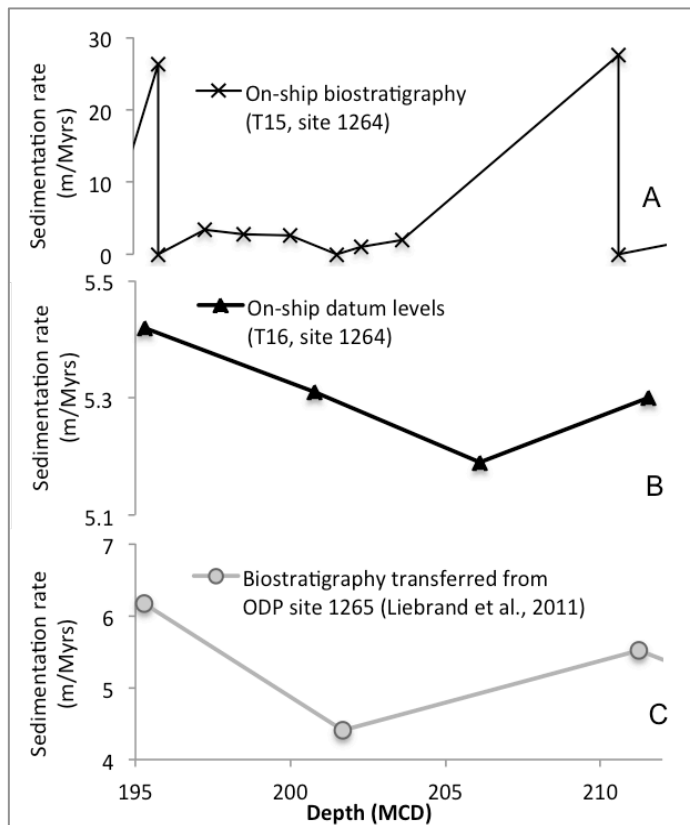 Sedimentation rate
(m/Myrs)
30
20
10
0
On-ship biostratigraphy
(T15, site 1264)
A
Sedimentation rate
(m/Myrs)
5.5
5.3
5.1
On-ship datum levels
(T16, site 1264)
B
Sedimentation rate
(m/Myrs)
7
6
5
4
Biostratigraphy transferred from
ODP site 1265 (Liebrand et al., 2011)
C
195
200
205
210
Depth (MCD)